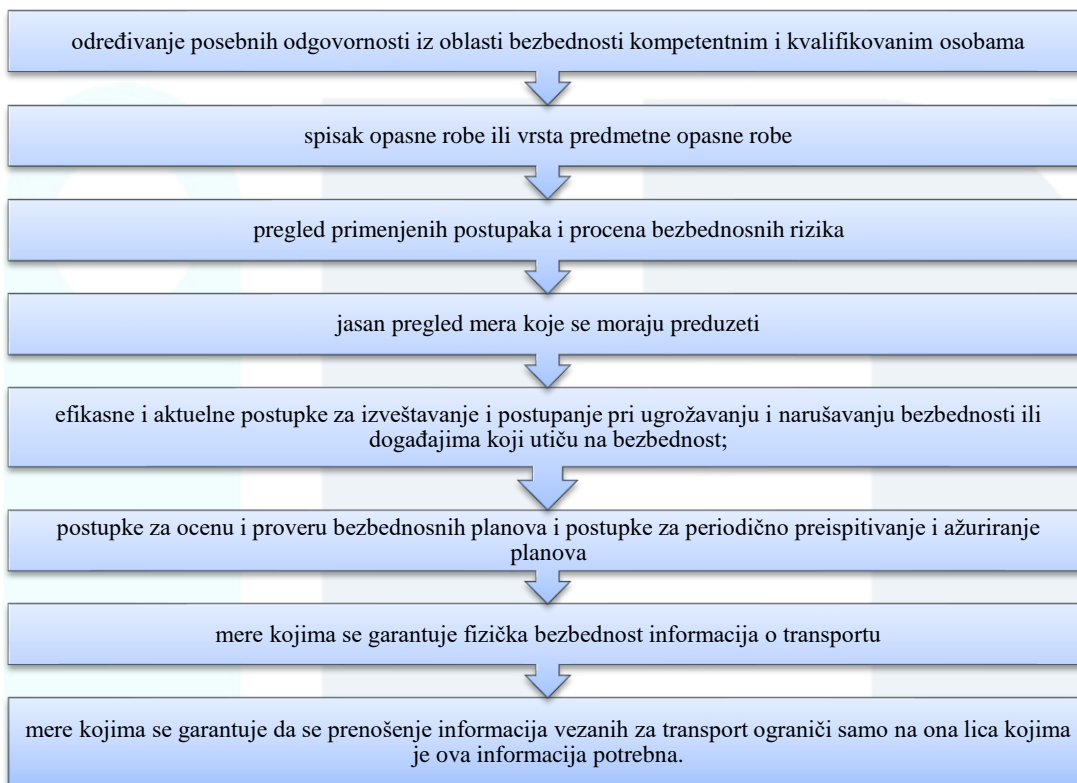 određivanje posebnih odgovornosti iz oblasti bezbednosti kompetentnim i kvalifikovanim osobama
spisak opasne robe ili vrsta predmetne opasne robe
pregled primenjenih postupaka i procena bezbednosnih rizika
jasan pregled mera koje se moraju preduzeti
efikasne i aktuelne postupke za izveštavanje i postupanje pri ugrožavanju i narušavanju bezbednosti ili
događajima koji utiču na bezbednost;
postupke za ocenu i proveru bezbednosnih planova i postupke za periodično preispitivanje i ažuriranje
planova
mere kojima se garantuje fizička bezbednost informacija o transportu
mere kojima se garantuje da se prenošenje informacija vezanih za transport ograniči samo na ona lica kojima
je ova informacija potrebna.